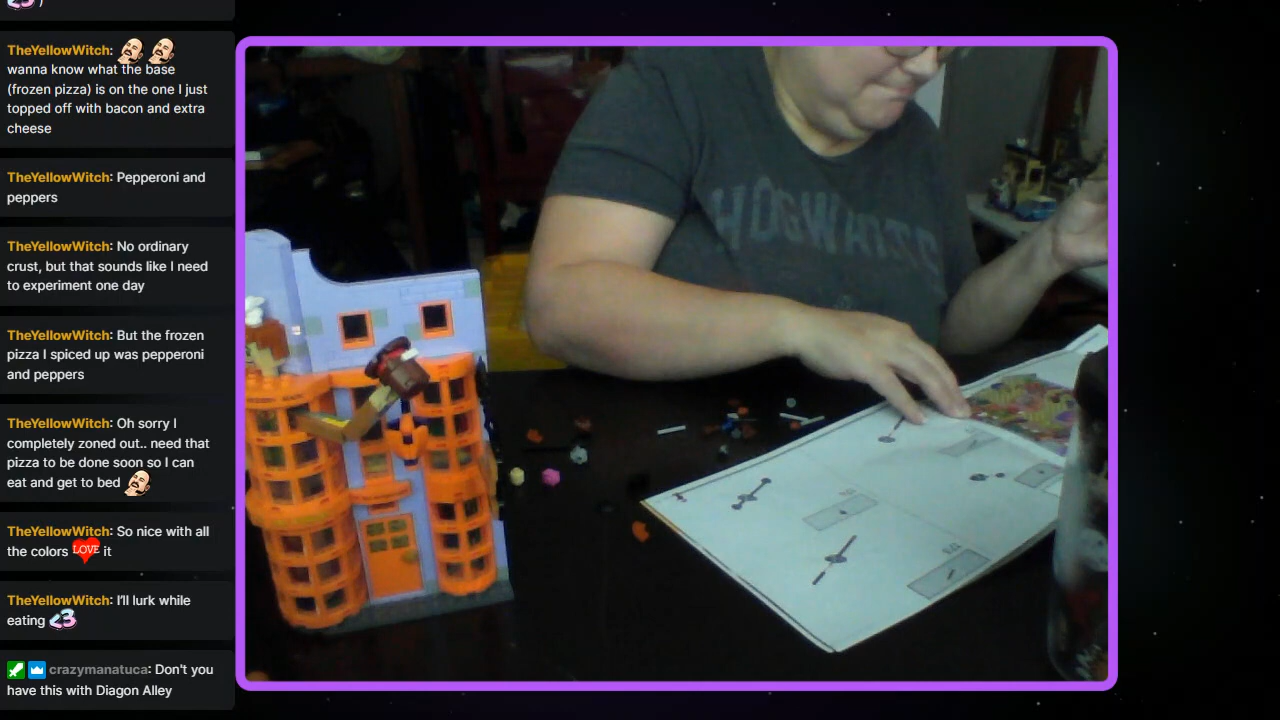 TheYellowWitch:
wanna know what the base
(frozen pizza) is on the one I just
topped off with bacon and extra
cheese
TheYellowWitch: Pepperoni and
peppers
TheYellowWitch: No ordinary
crust, but that sounds like I need
to experiment one day
TheYellowWitch: But the frozen
pizza I spiced up was pepperoni
and peppers
TheYellowWitch: Oh sorry I
completely zoned out.. need that
pizza to be done soon so I can
eat and get to bed
TheYellowWitch: So nice with all
the colors LOVE it
TheYellowWitch: I'll lurk while
eating <3
crazymanatuca: Don't you
have this with Diagon Alley
HOGWARTS